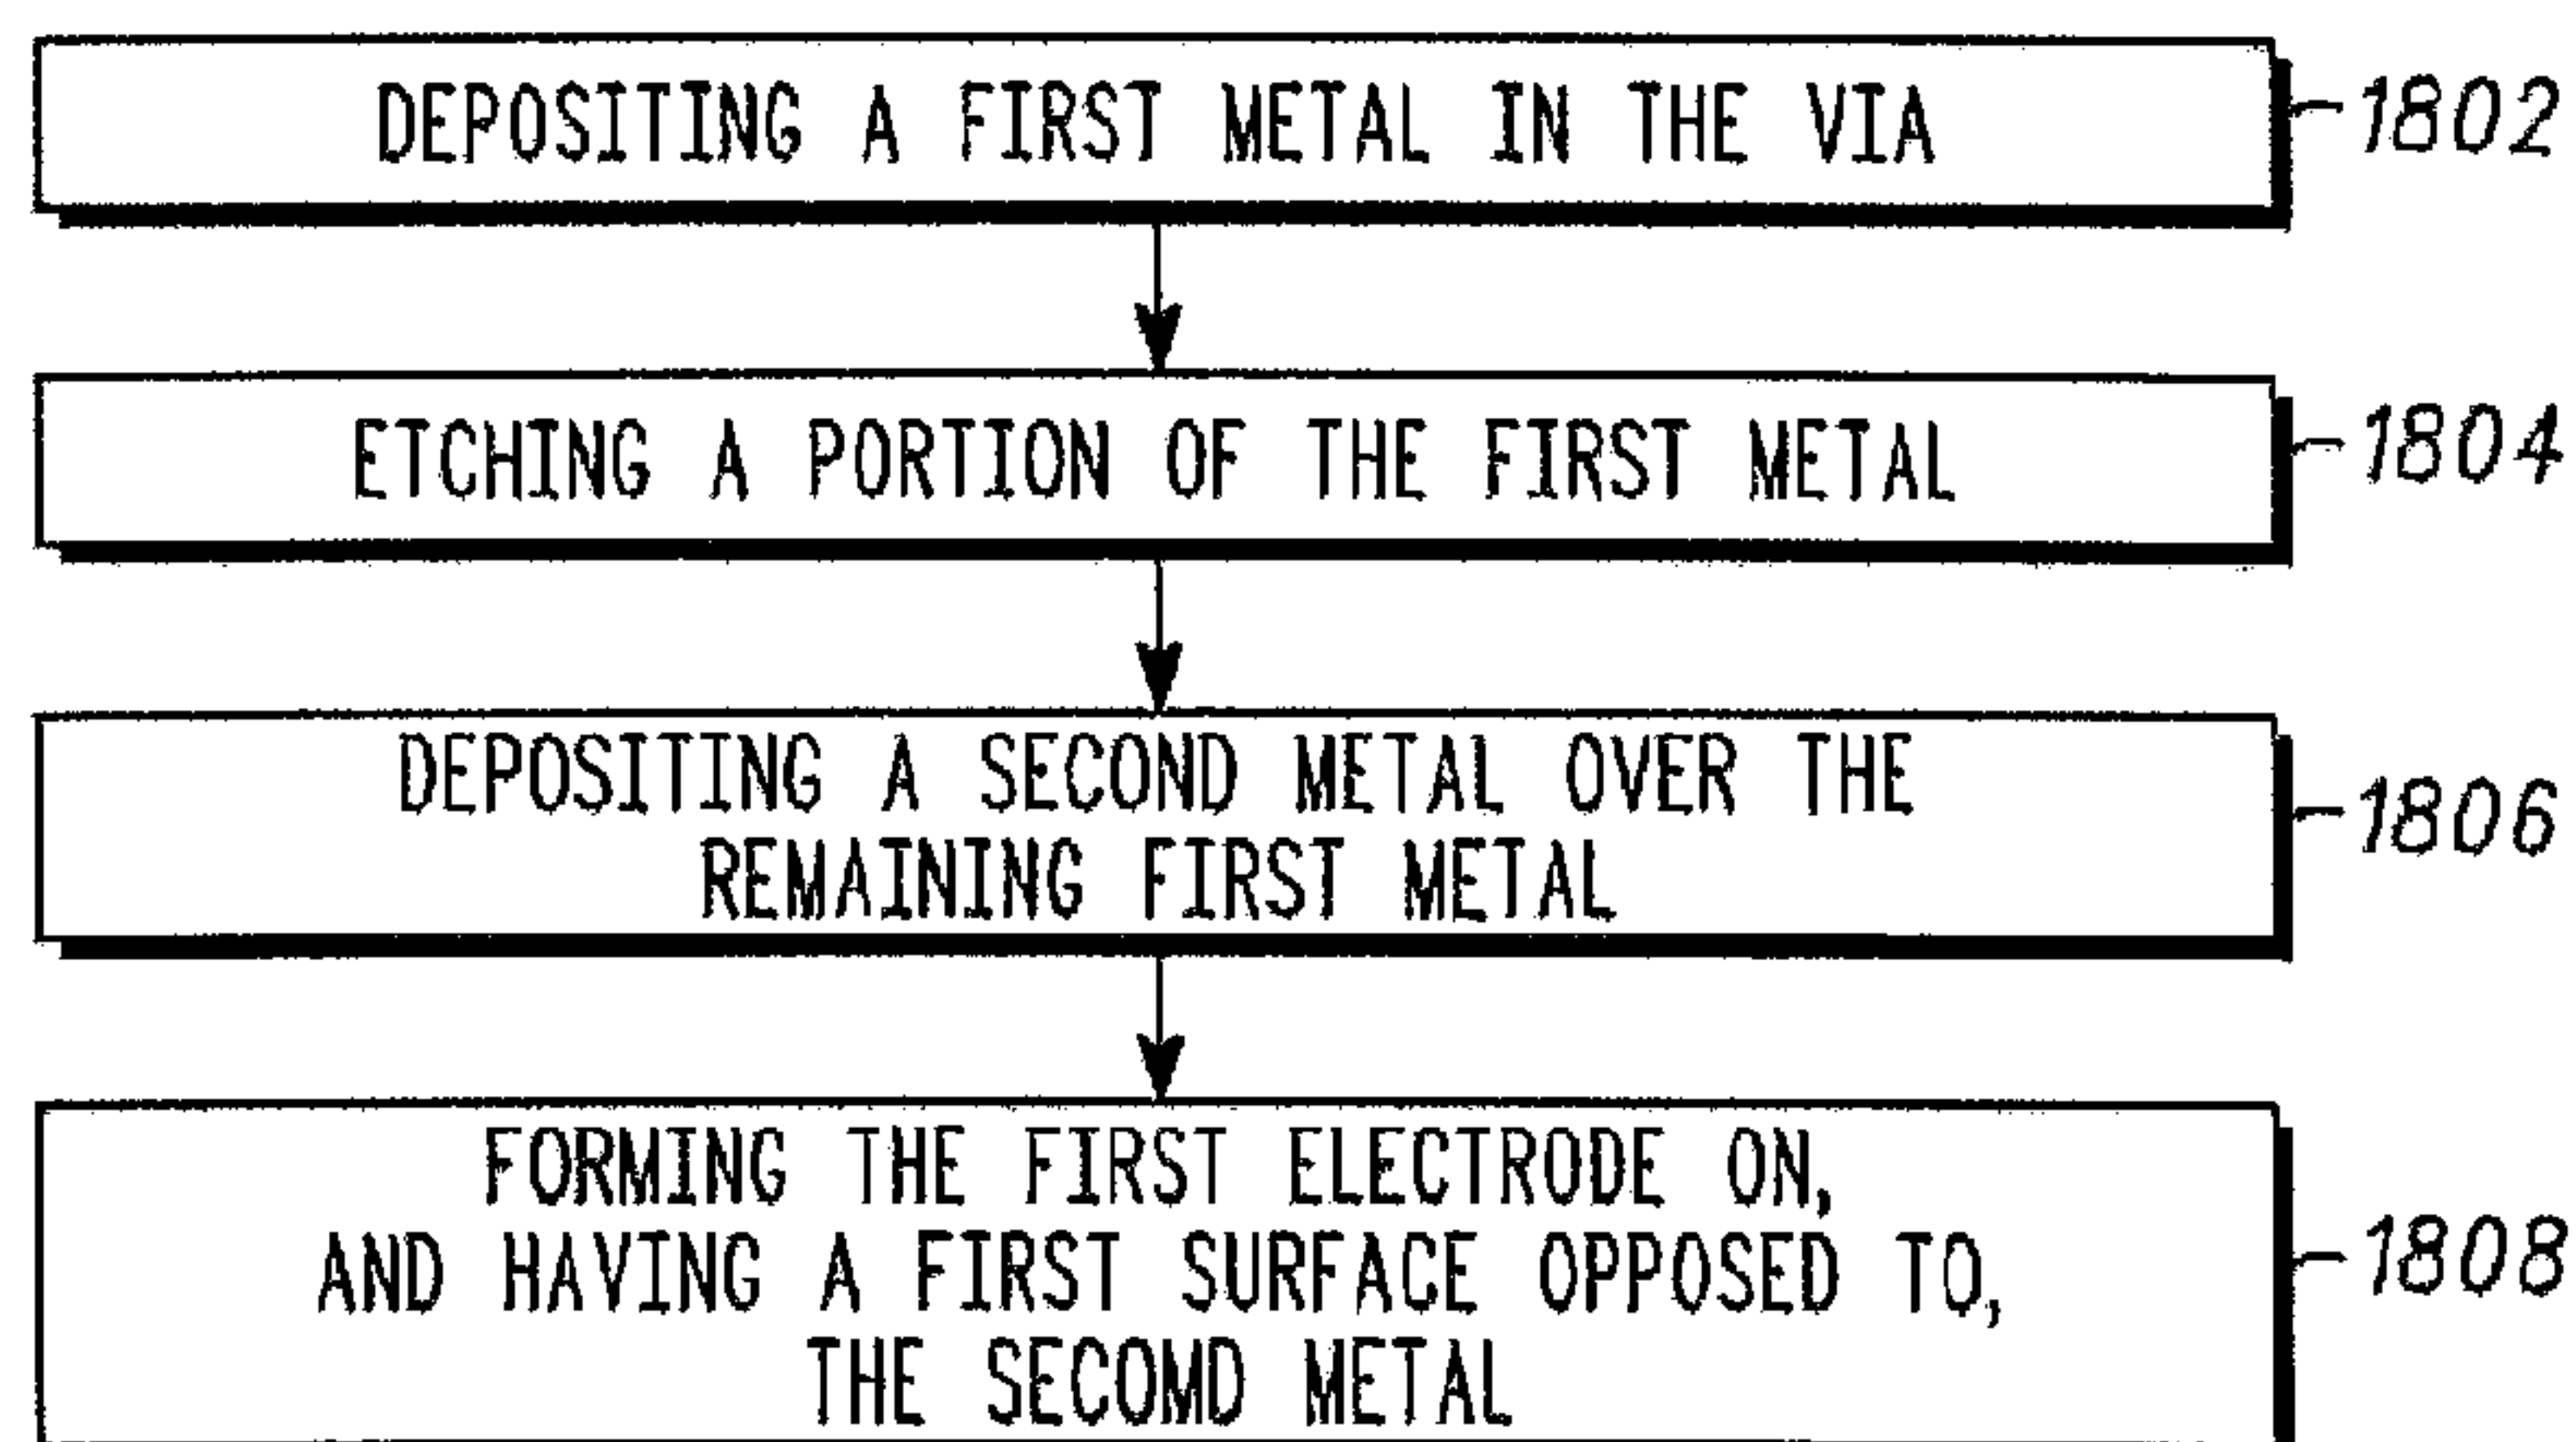 DEPOSITING A FIRST METAL IN THE VIA
1802
ETCHING A PORTION OF THE FIRST METAL
1804
DEPOSITING A SECOND METAL OVER THE
REMAINING FIRST METAL
1806
FORMING THE FIRST ELECTRODE ON,
AND HAVING A FIRST SURFACE OPPOSED TO,
THE SECOMD METAL
1808